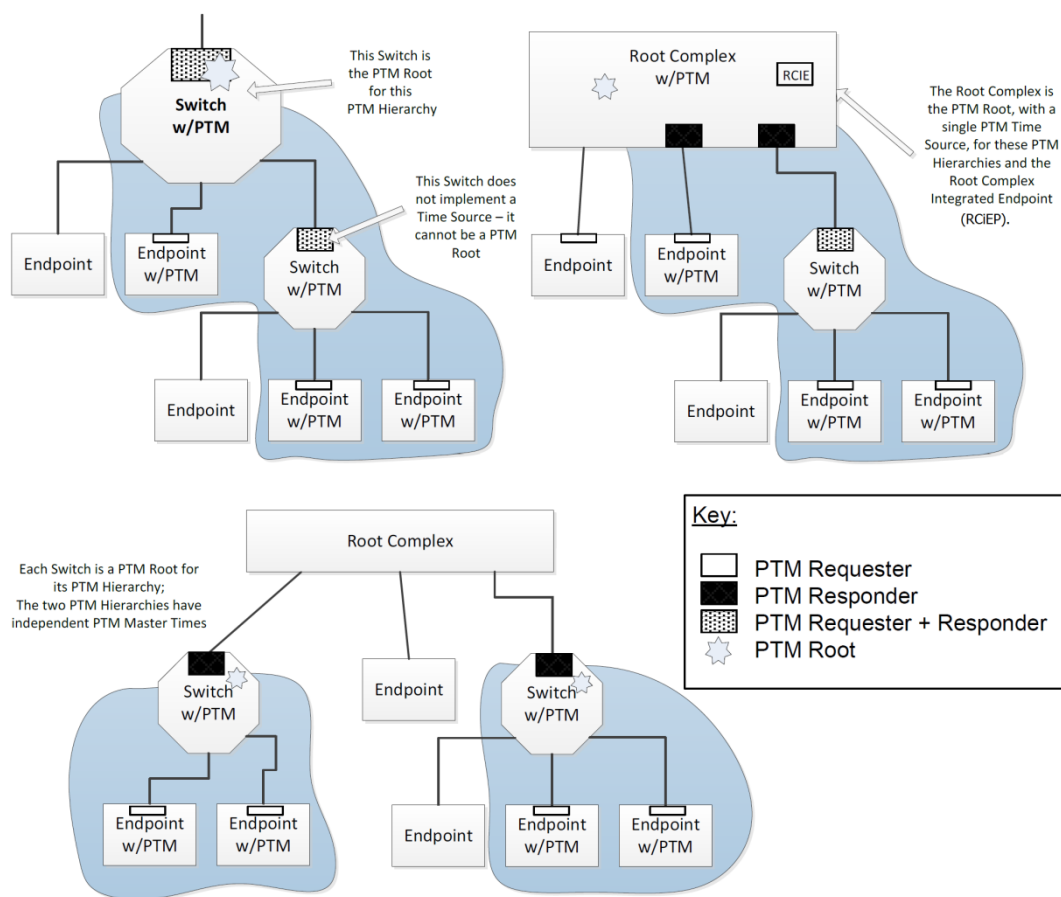 This Switch is
the PTM Root
for this
PTM Hierarchy
Switch
w/PTM
This Switch does
not implement a
Time Source – it
cannot be a PTM
Root
Endpoint
Endpoint
w/PTM
Switch
w/PTM
Endpoint
Endpoint
w/PTM
Endpoint
w/PTM
Root Complex
w/PTM
RCIE
The Root Complex is
the PTM Root, with a
single PTM Time
Source, for these PTM
Hierarchies and the
Root Complex
Integrated Endpoint
(RCiEP).
Endpoint
Endpoint
w/PTM
Switch
w/PTM
Endpoint
Endpoint
w/PTM
Endpoint
w/PTM
Root Complex
Each Switch is a PTM Root for
its PTM Hierarchy;
The two PTM Hierarchies have
independent PTM Master Times
Switch
w/PTM
Endpoint
Switch
w/PTM
Endpoint
w/PTM
Endpoint
w/PTM
Endpoint
Endpoint
w/PTM
Endpoint
w/PTM
Key:
PTM Requester
PTM Responder
PTM Requester + Responder
PTM Root